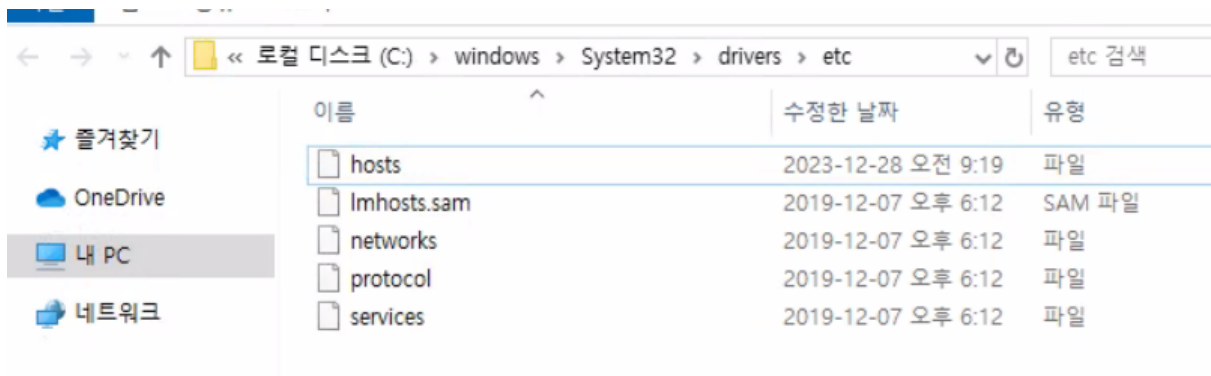 « 로컬 디스크 (C:) › windows › System32 › drivers › etc
etc 검색
이름 수정한 날짜 유형
즐겨찾기
OneDrive
내 PC
네트워크
hosts 2023-12-28 오전 9:19 파일
lmhosts.sam 2019-12-07 오후 6:12 SAM 파일
networks 2019-12-07 오후 6:12 파일
protocol 2019-12-07 오후 6:12 파일
services 2019-12-07 오후 6:12 파일